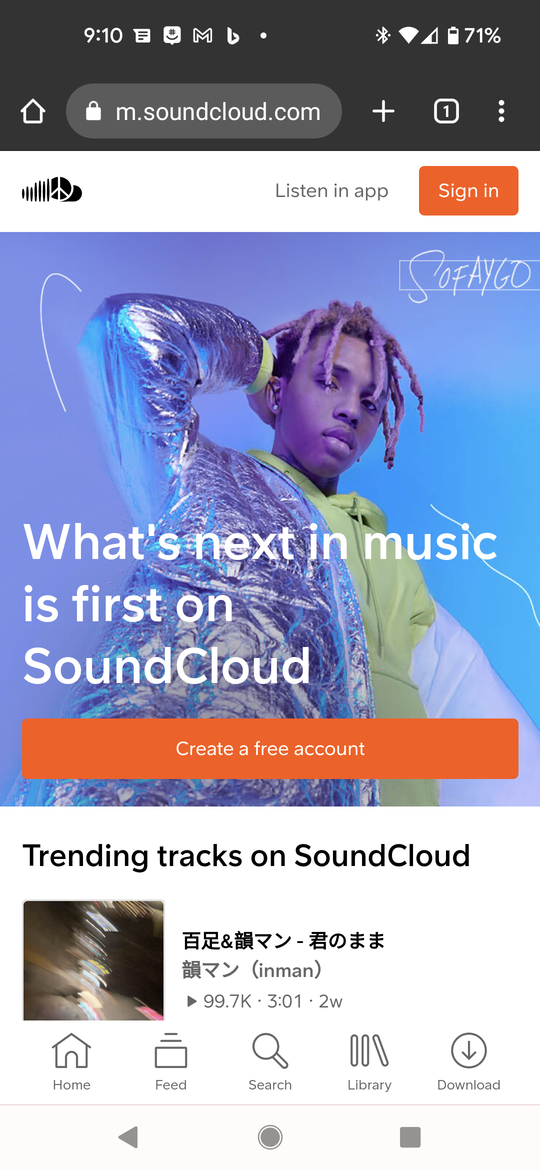 9:10
71%
m.soundcloud.com
1
Listen in app
Sign in
SOFAYGO
What's next in music
is first on
SoundCloud
Create a free account
Trending tracks on SoundCloud
百足&韻マン - 君のまま
韻マン（inman）
99.7K · 3:01 · 2w
Home
Feed
Search
Library
Download